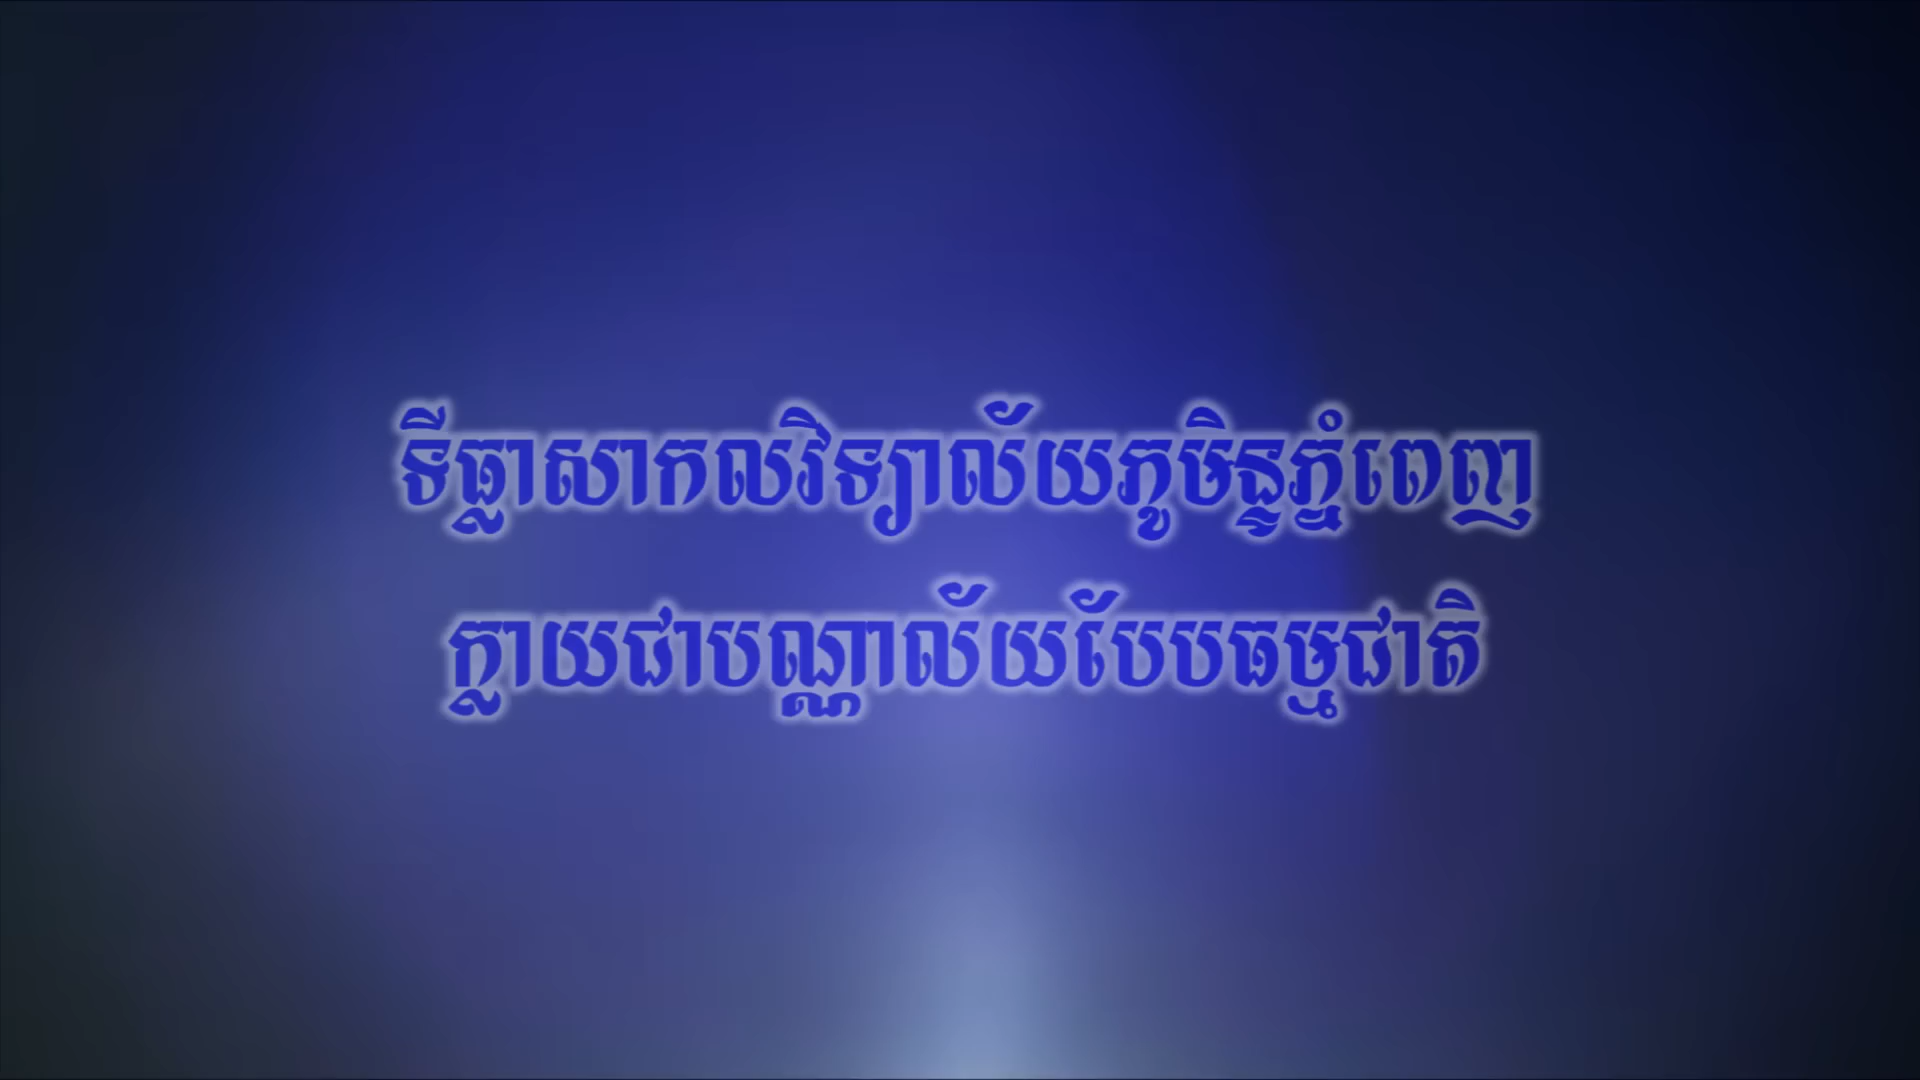 ទីធ្លាសាកលវិទ្យាល័យភូមិន្ទភ្នំពេញ
ក្លាយជាបណ្ណាល័យបែបធម្មជាតិ